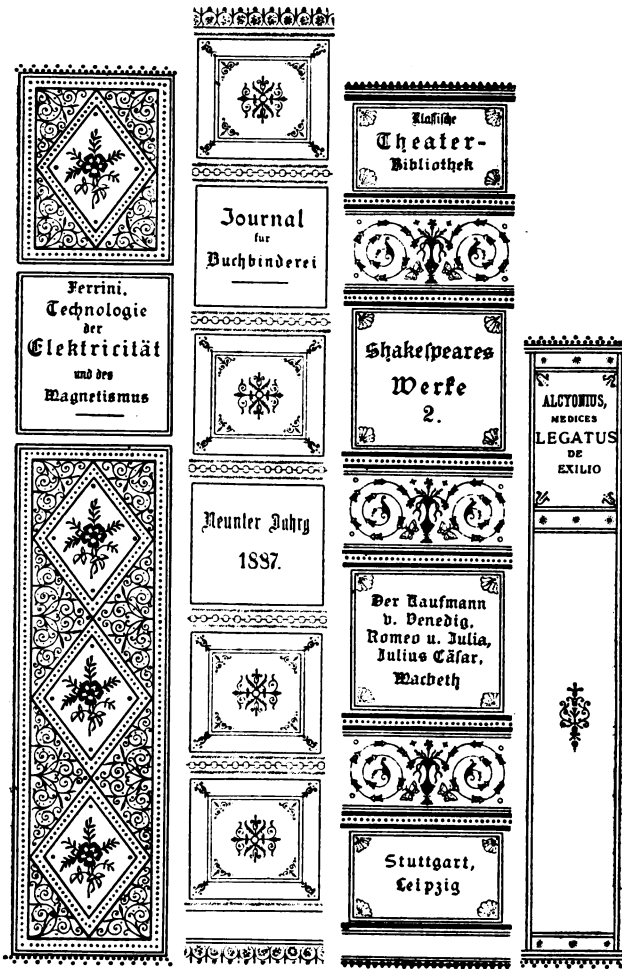 Ferrini.
Technologie
der
Elektricität
und des
Magnetismus
Journal
fur
Buchbinderei
Neunter Jahrg
1887.
Klassische
Theater-
Bibliothek
Shakeſpeares
Werke
2.
Der Kaufmann
v. Venedig,
Romeo u. Julia,
Julius Cäſar,
Macbeth
Stuttgart,
Leipzig
ALCYONIUS,
MEDICES
LEGATUS
DE
EXILIO